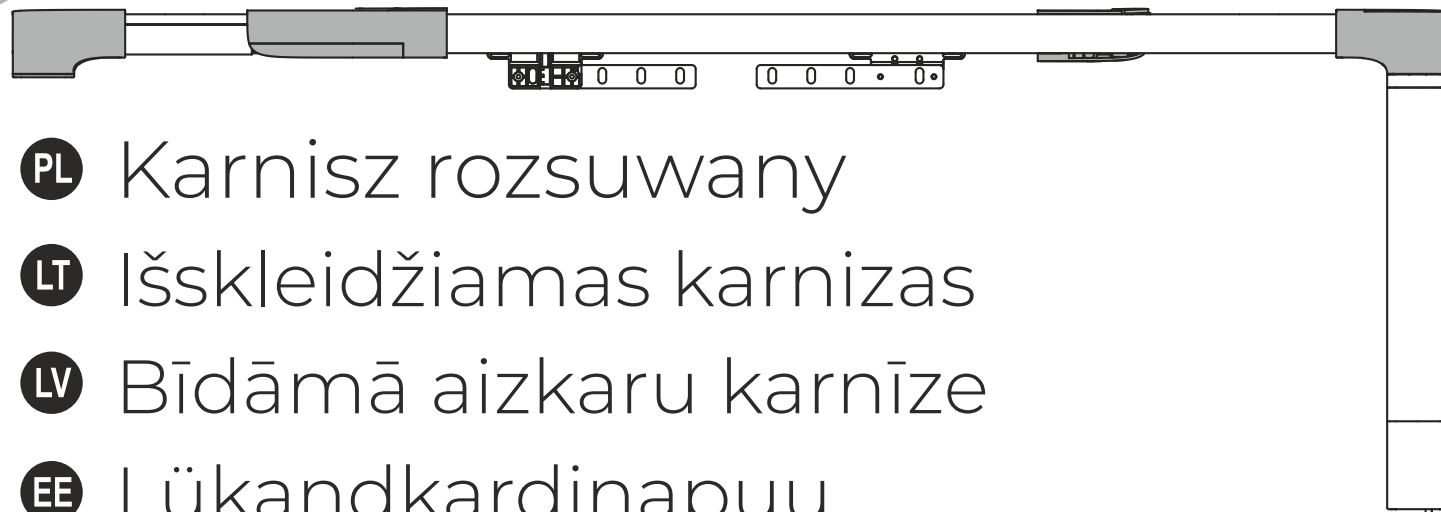 PL Karnisz rozsuwany
LT Išskleidžiamas karnizas
LV Bīdāmā aizkaru karnīze
EE Lükandkardinapuu